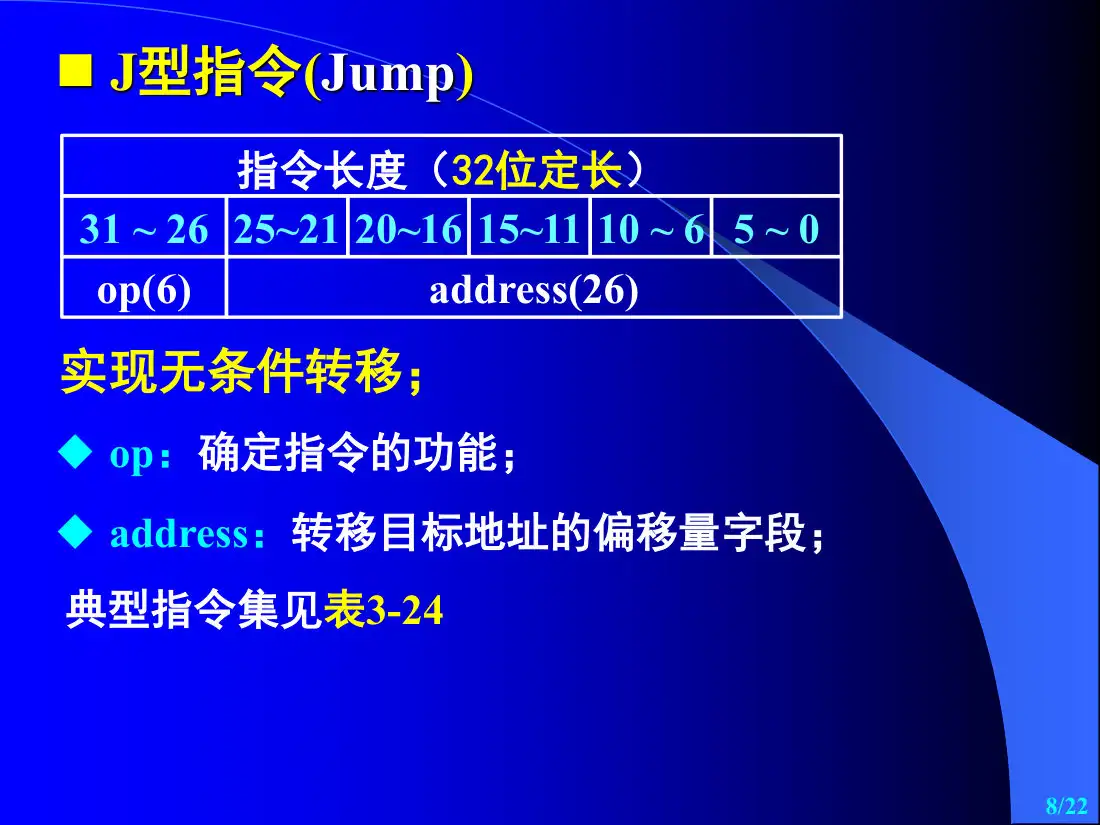 J型指令(Jump)
指令长度（32位定长）
31 ~ 26 25~21 20~16 15~11 10 ~ 6 5 ~ 0
op(6) address(26)
实现无条件转移；
op：确定指令的功能；
address：转移目标地址的偏移量字段；
典型指令集见表3-24
8/22